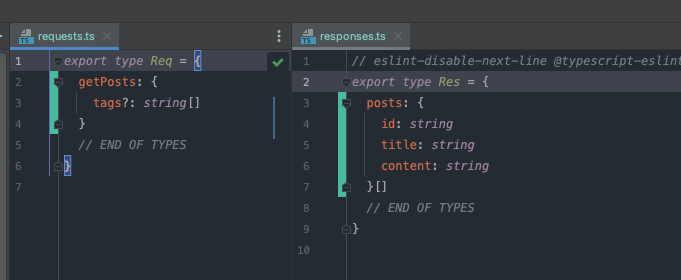 requests.ts
1 export type Req = {
2 getPosts: {
3 tags?: string[]
4 }
5 // END OF TYPES
6 }
7
responses.ts
1 // eslint-disable-next-line @typescript-eslint
2 export type Res = {
3 posts: {
4 id: string
5 title: string
6 content: string
7 }[]
8 // END OF TYPES
9 }
10